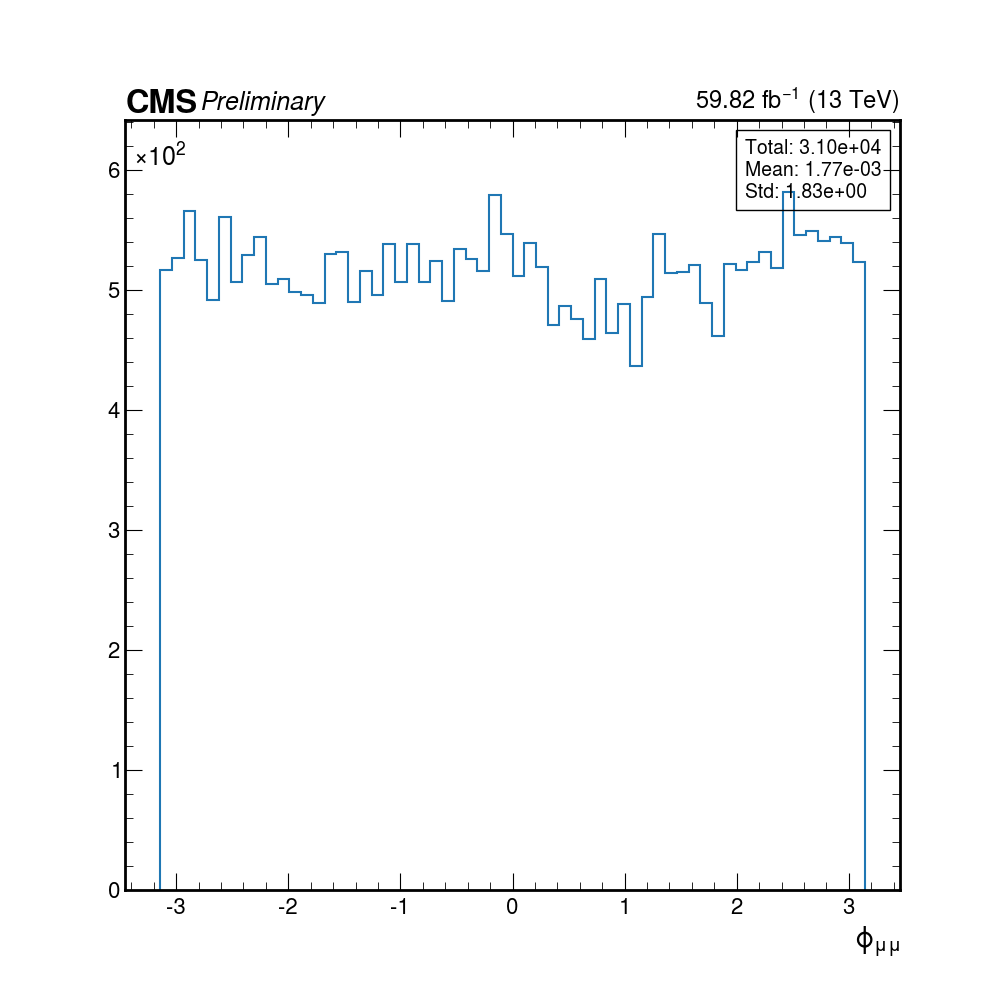 CMS Preliminary 59.82 fb⁻¹ (13 TeV)
×10²
Total: 3.10e+04
Mean: 1.77e-03
Std: 1.83e+00
6
5
4
3
2
1
0
-3 -2 -1 0 1 2 3
ϕμμ